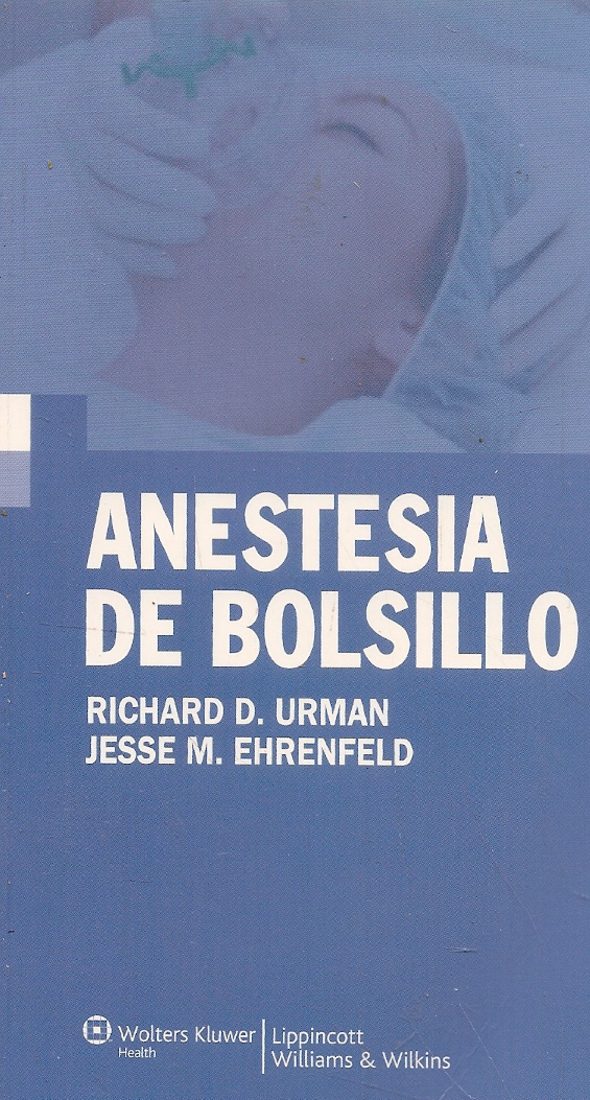 ANESTESIA
DE BOLSILLO
RICHARD D. URMAN
JESSE M. EHRENFELD
Wolters Kluwer
Health
Lippincott
Williams & Wilkins